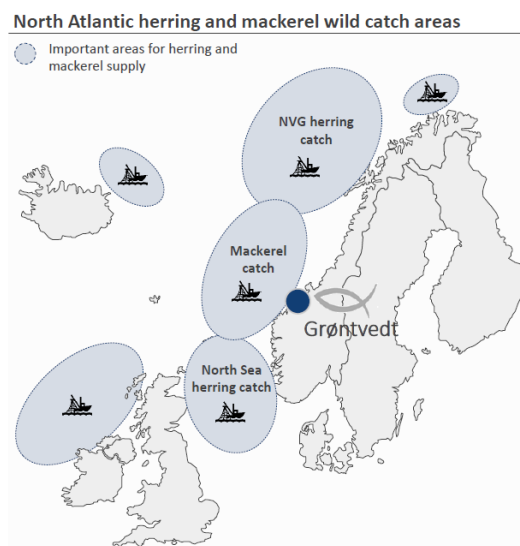 North Atlantic herring and mackerel wild catch areas
Important areas for herring and
mackerel supply
NVG herring
catch
Mackerel
catch
Grøntvedt
North Sea
herring catch